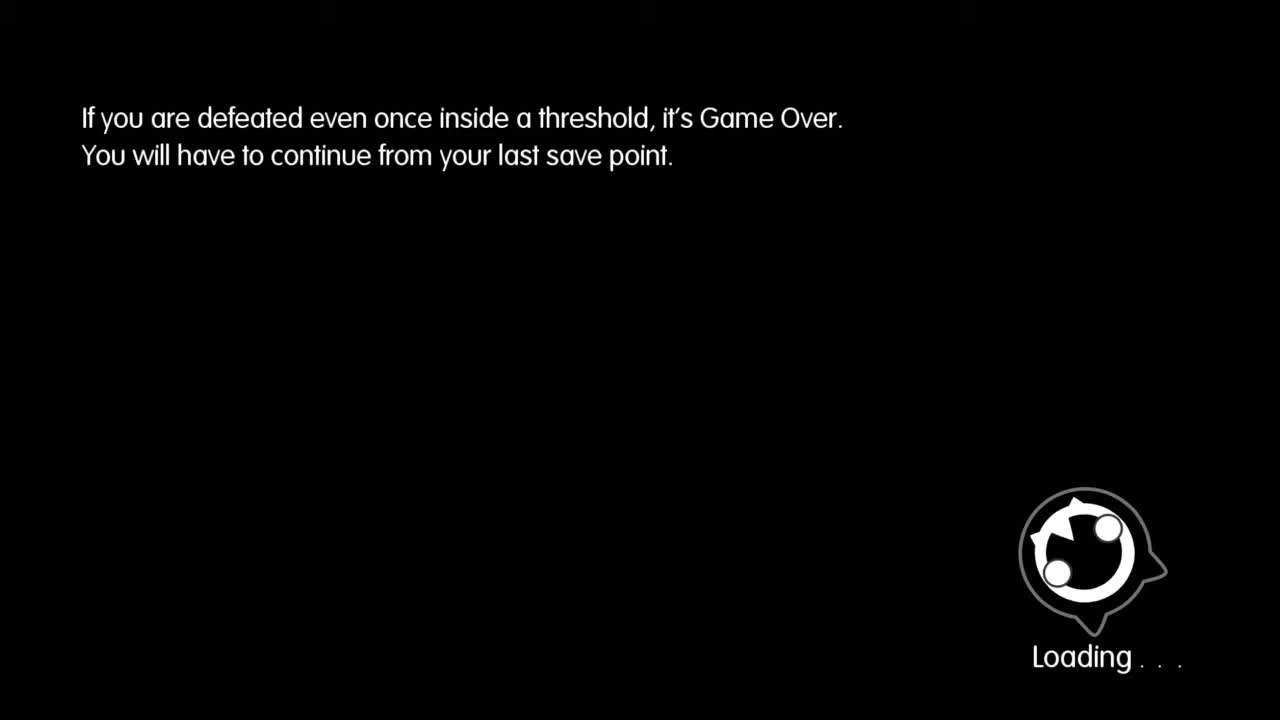 If you are defeated even once inside a threshold, it's Game Over.
You will have to continue from your last save point.
Loading . . .